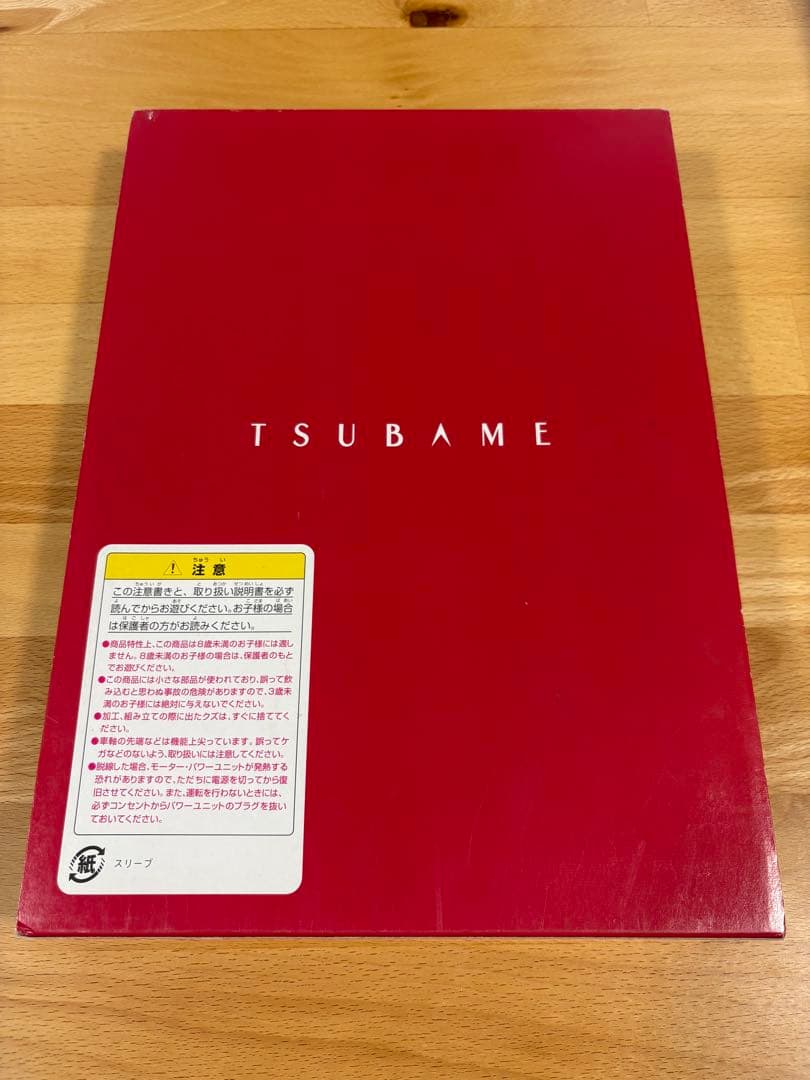 TSUBAME
注意
この注意書きと、取り扱い説明書を必ず
読んでからお遊びください。お子様の場合
は保護者の方がお読みください。
●商品特性上、この商品は8歳未満のお子様には適し
ません。8歳未満のお子様の場合は、保護者のもと
でお遊びください。
●この商品には小さな部品が使われており、誤って飲
み込むと思わぬ事故の危険がありますので、3歳未
満のお子様には絶対に与えないでください。
●加工、組み立ての際に出たクズは、すぐに捨ててく
ださい。
●車軸の先端などは機能上尖っています。誤ってケ
ガなどのないよう、取り扱いには注意してください。
●脱線した場合、モーター・パワーユニットが発熱する
恐れがありますので、ただちに電源を切ってから復
旧させてください。また、運転を行わないときには、
必ずコンセントからパワーユニットのプラグを抜い
ておいてください。
紙 スリーブ